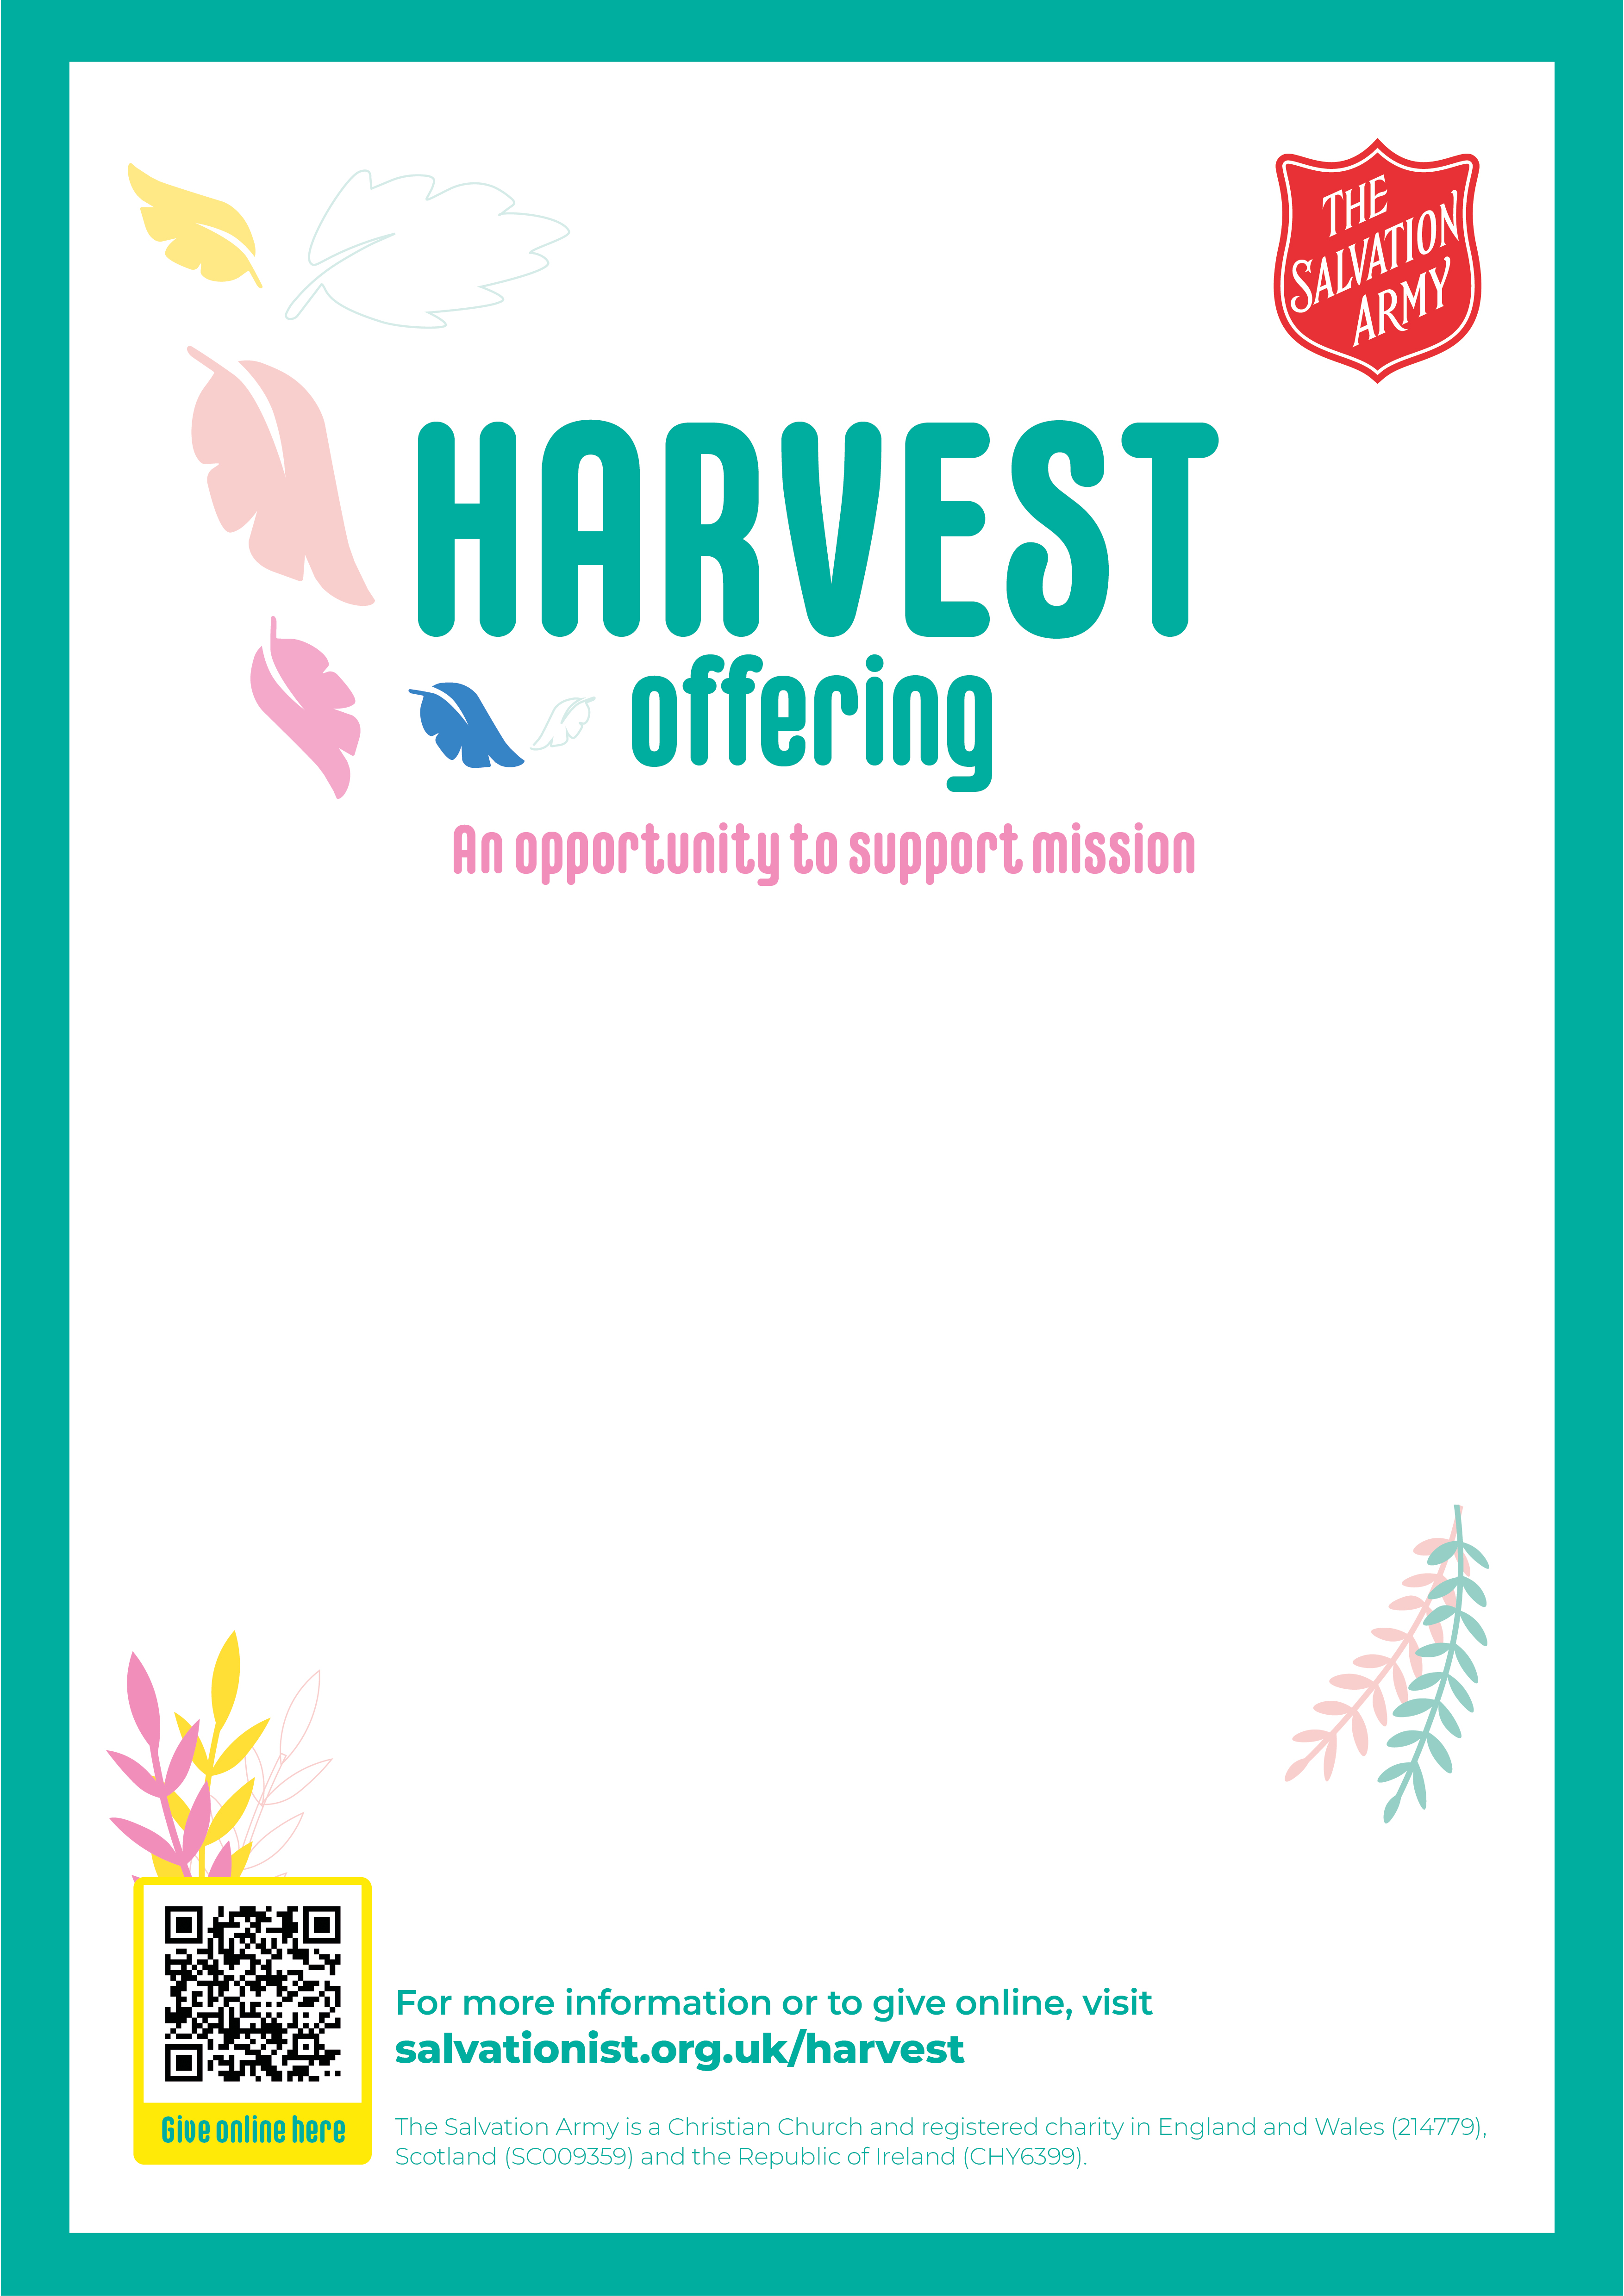 THE
SALVATION
ARMY
HARVEST
offering
An opportunity to support mission
For more information or to give online, visit
salvationist.org.uk/harvest
Give online here
The Salvation Army is a Christian Church and registered charity in England and Wales (214779),
Scotland (SC009359) and the Republic of Ireland (CHY6399).